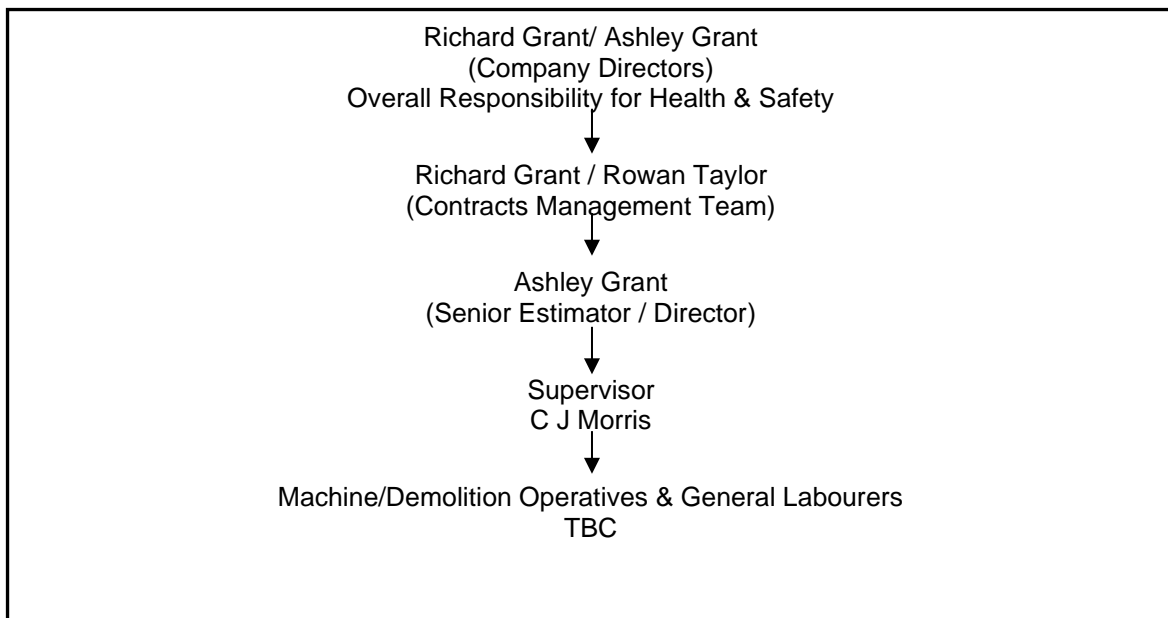 Richard Grant/ Ashley Grant
(Company Directors)
Overall Responsibility for Health & Safety
Richard Grant / Rowan Taylor
(Contracts Management Team)
Ashley Grant
(Senior Estimator / Director)
Supervisor
C J Morris
Machine/Demolition Operatives & General Labourers
TBC